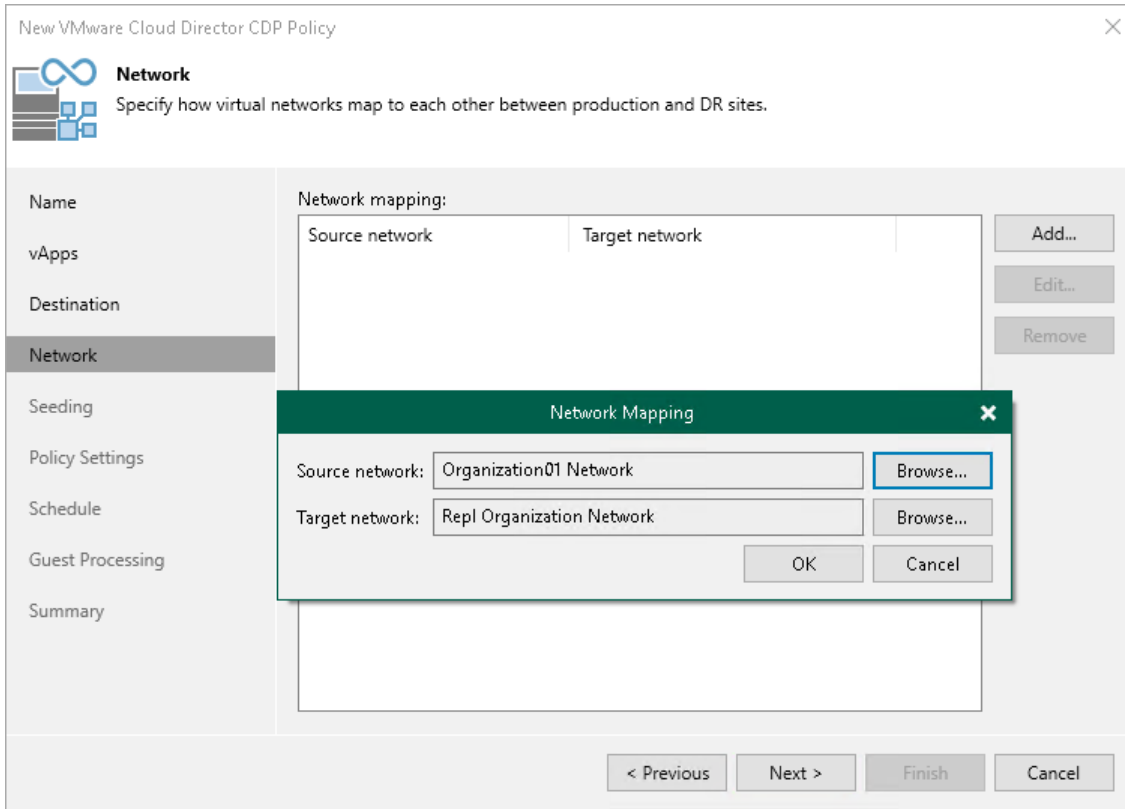 New VMware Cloud Director CDP Policy
Network
Specify how virtual networks map to each other between production and DR sites.
Name
vApps
Destination
Network
Seeding
Policy Settings
Schedule
Guest Processing
Summary
Network mapping:
Source network Target network
Add...
Edit...
Remove
Network Mapping
Source network: Organization01 Network Browse...
Target network: Repl Organization Network Browse...
OK Cancel
< Previous Next > Finish Cancel